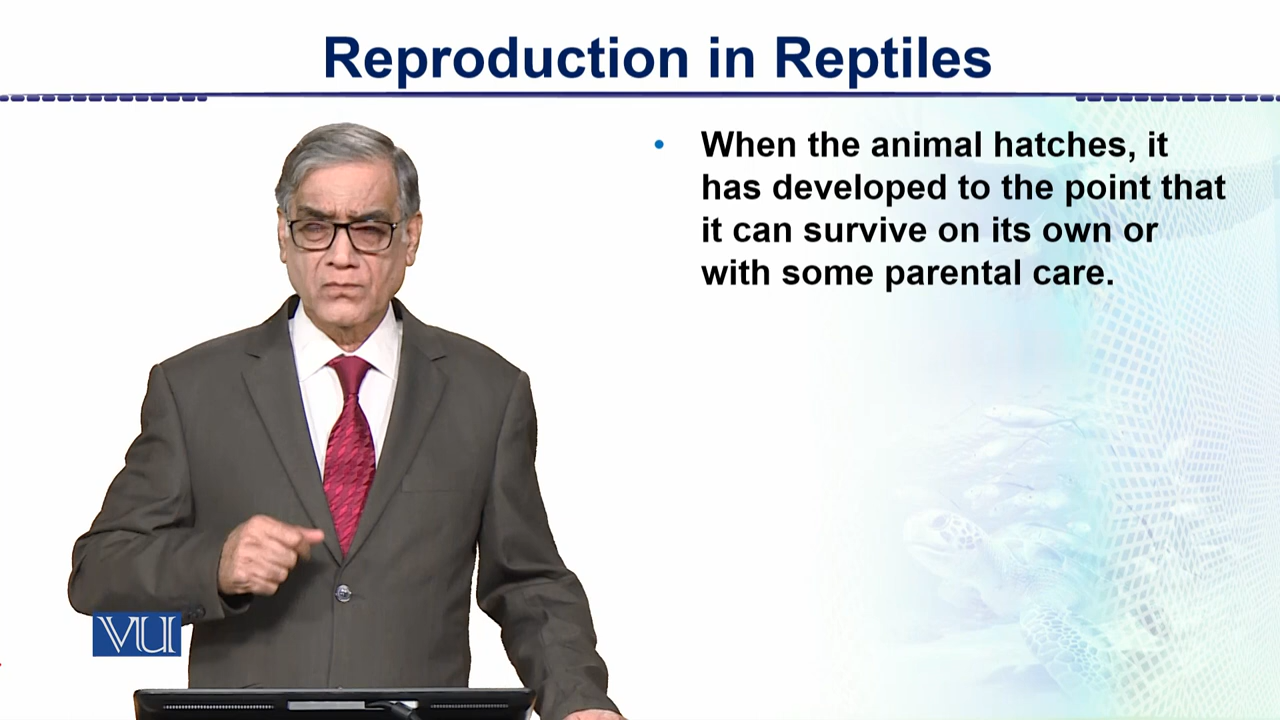 Reproduction in Reptiles
• When the animal hatches, it
has developed to the point that
it can survive on its own or
with some parental care.
VU